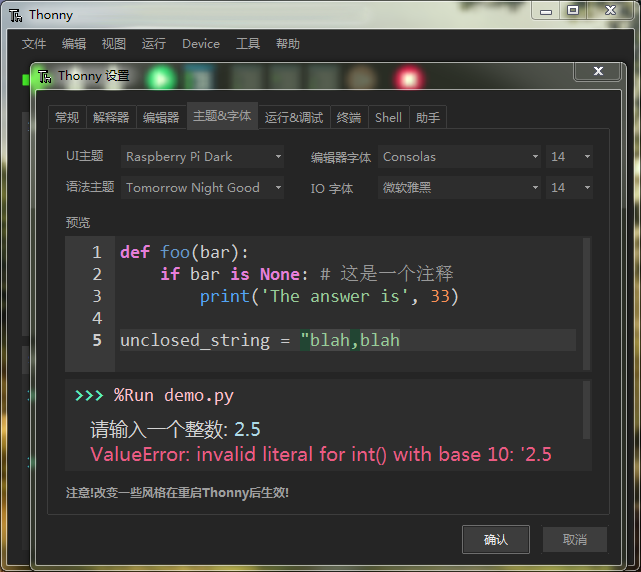 Thonny
文件 编辑 视图 运行 Device 工具 帮助
Thonny 设置
常规 解释器 编辑器 主题&字体 运行&调试 终端 Shell 助手
UI主题 Raspberry Pi Dark 编辑器字体 Consolas 14
语法主题 Tomorrow Night Good IO 字体 微软雅黑 14
预览
1 def foo(bar):
2     if bar is None: # 这是一个注释
3         print('The answer is', 33)
4
5 unclosed_string = "blah,blah
>>> %Run demo.py
请输入一个整数: 2.5
ValueError: invalid literal for int() with base 10: '2.5
注意!改变一些风格在重启Thonny后生效!
确认 取消